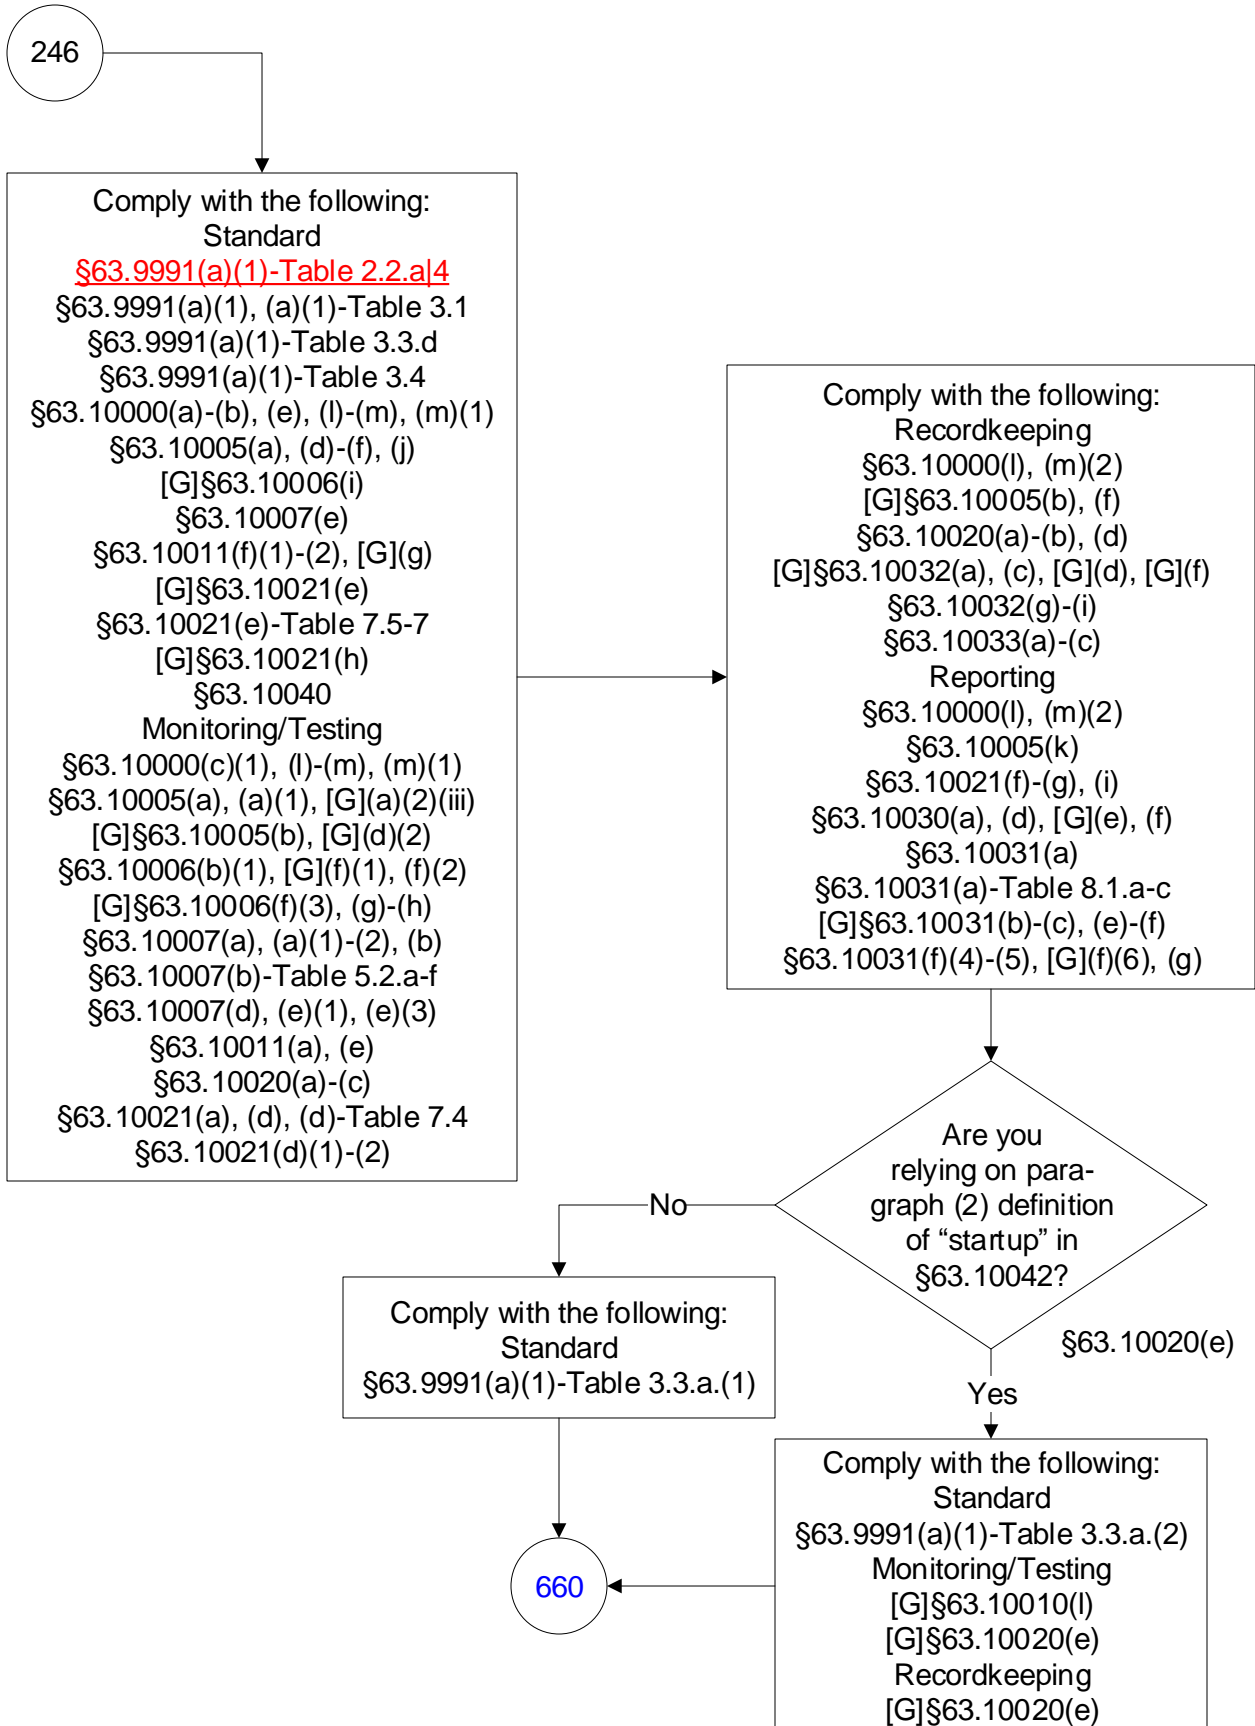 246
Comply with the following:
Standard
§63.9991(a)(1)-Table 2.2.a|4
§63.9991(a)(1), (a)(1)-Table 3.1
§63.9991(a)(1)-Table 3.3.d
§63.9991(a)(1)-Table 3.4
§63.10000(a)-(b), (e), (l)-(m), (m)(1)
§63.10005(a), (d)-(f), (j)
[G]§63.10006(i)
§63.10007(e)
§63.10011(f)(1)-(2), [G](g)
[G]§63.10021(e)
§63.10021(e)-Table 7.5-7
[G]§63.10021(h)
§63.10040
Monitoring/Testing
§63.10000(c)(1), (l)-(m), (m)(1)
§63.10005(a), (a)(1), [G](a)(2)(iii)
[G]§63.10005(b), [G](d)(2)
§63.10006(b)(1), [G](f)(1), (f)(2)
[G]§63.10006(f)(3), (g)-(h)
§63.10007(a), (a)(1)-(2), (b)
§63.10007(b)-Table 5.2.a-f
§63.10007(d), (e)(1), (e)(3)
§63.10011(a), (e)
§63.10020(a)-(c)
§63.10021(a), (d), (d)-Table 7.4
§63.10021(d)(1)-(2)
Comply with the following:
Recordkeeping
§63.10000(l), (m)(2)
[G]§63.10005(b), (f)
§63.10020(a)-(b), (d)
[G]§63.10032(a), (c), [G](d), [G](f)
§63.10032(g)-(i)
§63.10033(a)-(c)
Reporting
§63.10000(l), (m)(2)
§63.10005(k)
§63.10021(f)-(g), (i)
§63.10030(a), (d), [G](e), (f)
§63.10031(a)
§63.10031(a)-Table 8.1.a-c
[G]§63.10031(b)-(c), (e)-(f)
§63.10031(f)(4)-(5), [G](f)(6), (g)
Are you
relying on para-
graph (2) definition
of “startup” in
§63.10042?
§63.10020(e)
No
Yes
Comply with the following:
Standard
§63.9991(a)(1)-Table 3.3.a.(1)
Comply with the following:
Standard
§63.9991(a)(1)-Table 3.3.a.(2)
Monitoring/Testing
[G]§63.10010(l)
[G]§63.10020(e)
Recordkeeping
[G]§63.10020(e)
660